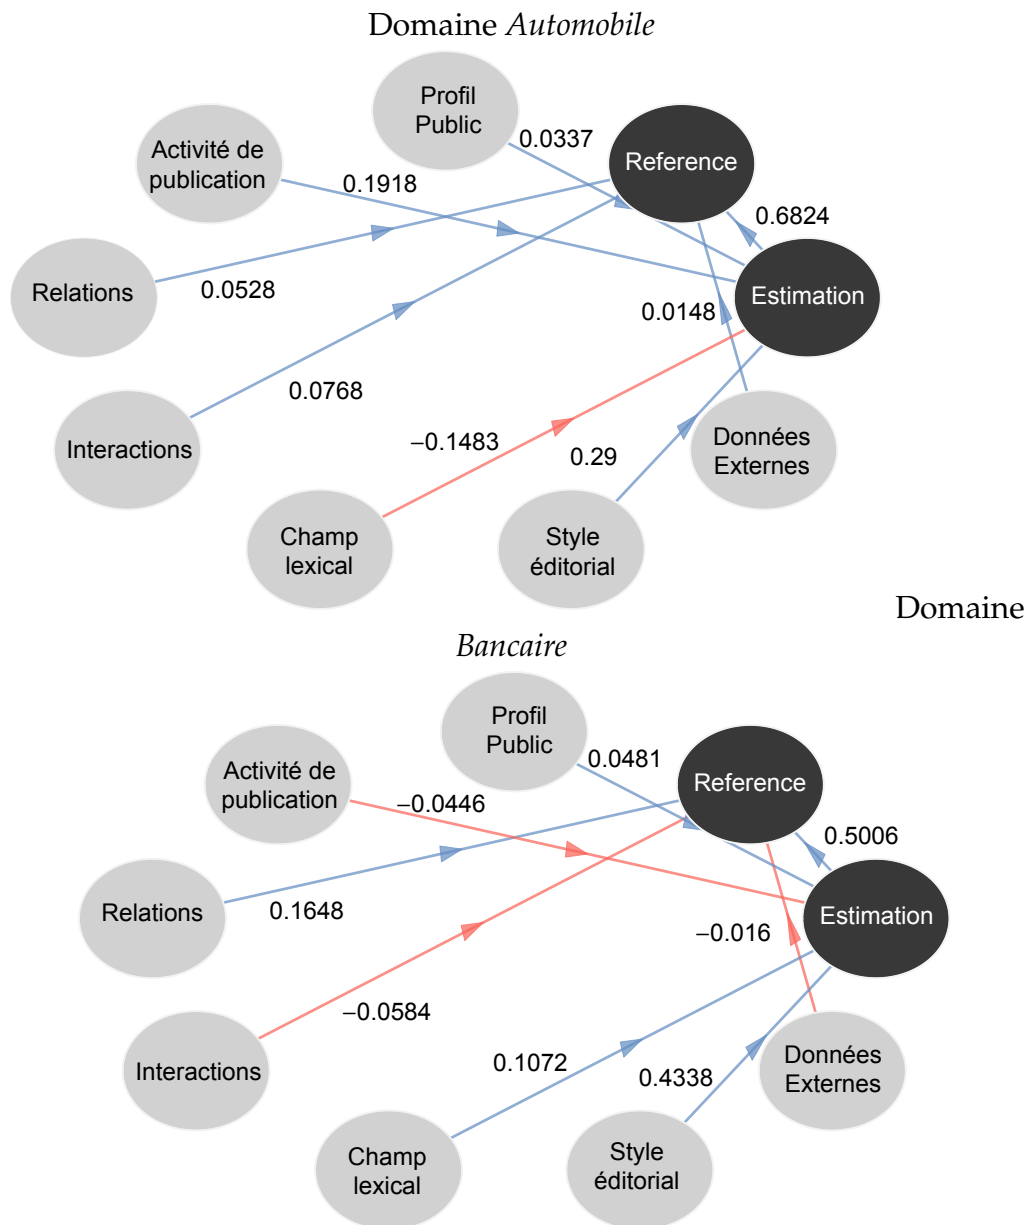 Domaine Automobile
Profil
Public
0.0337
Reference
Activité de
publication
0.1918
0.6824
Relations
0.0528
Estimation
0.0148
0.0768
Interactions
−0.1483
0.29
Données
Externes
Champ
lexical
Style
éditorial
Domaine
Bancaire
Profil
Public
0.0481
Reference
Activité de
publication
−0.0446
0.5006
Relations
0.1648
Estimation
−0.016
−0.0584
Interactions
0.1072
0.4338
Données
Externes
Champ
lexical
Style
éditorial